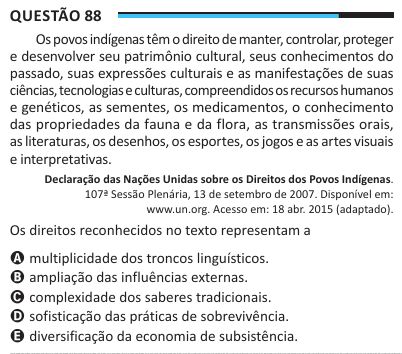 QUESTÃO 88
Os povos indígenas têm o direito de manter, controlar, proteger
e desenvolver seu patrimônio cultural, seus conhecimentos do
passado, suas expressões culturais e as manifestações de suas
ciências, tecnologias e culturas, compreendidos os recursos humanos
e genéticos, as sementes, os medicamentos, o conhecimento
das propriedades da fauna e da flora, as transmissões orais,
as literaturas, os desenhos, os esportes, os jogos e as artes visuais
e interpretativas.
Declaração das Nações Unidas sobre os Direitos dos Povos Indígenas.
107ª Sessão Plenária, 13 de setembro de 2007. Disponível em:
www.un.org. Acesso em: 18 abr. 2015 (adaptado).
Os direitos reconhecidos no texto representam a
A multiplicidade dos troncos linguísticos.
B ampliação das influências externas.
C complexidade dos saberes tradicionais.
D sofisticação das práticas de sobrevivência.
E diversificação da economia de subsistência.